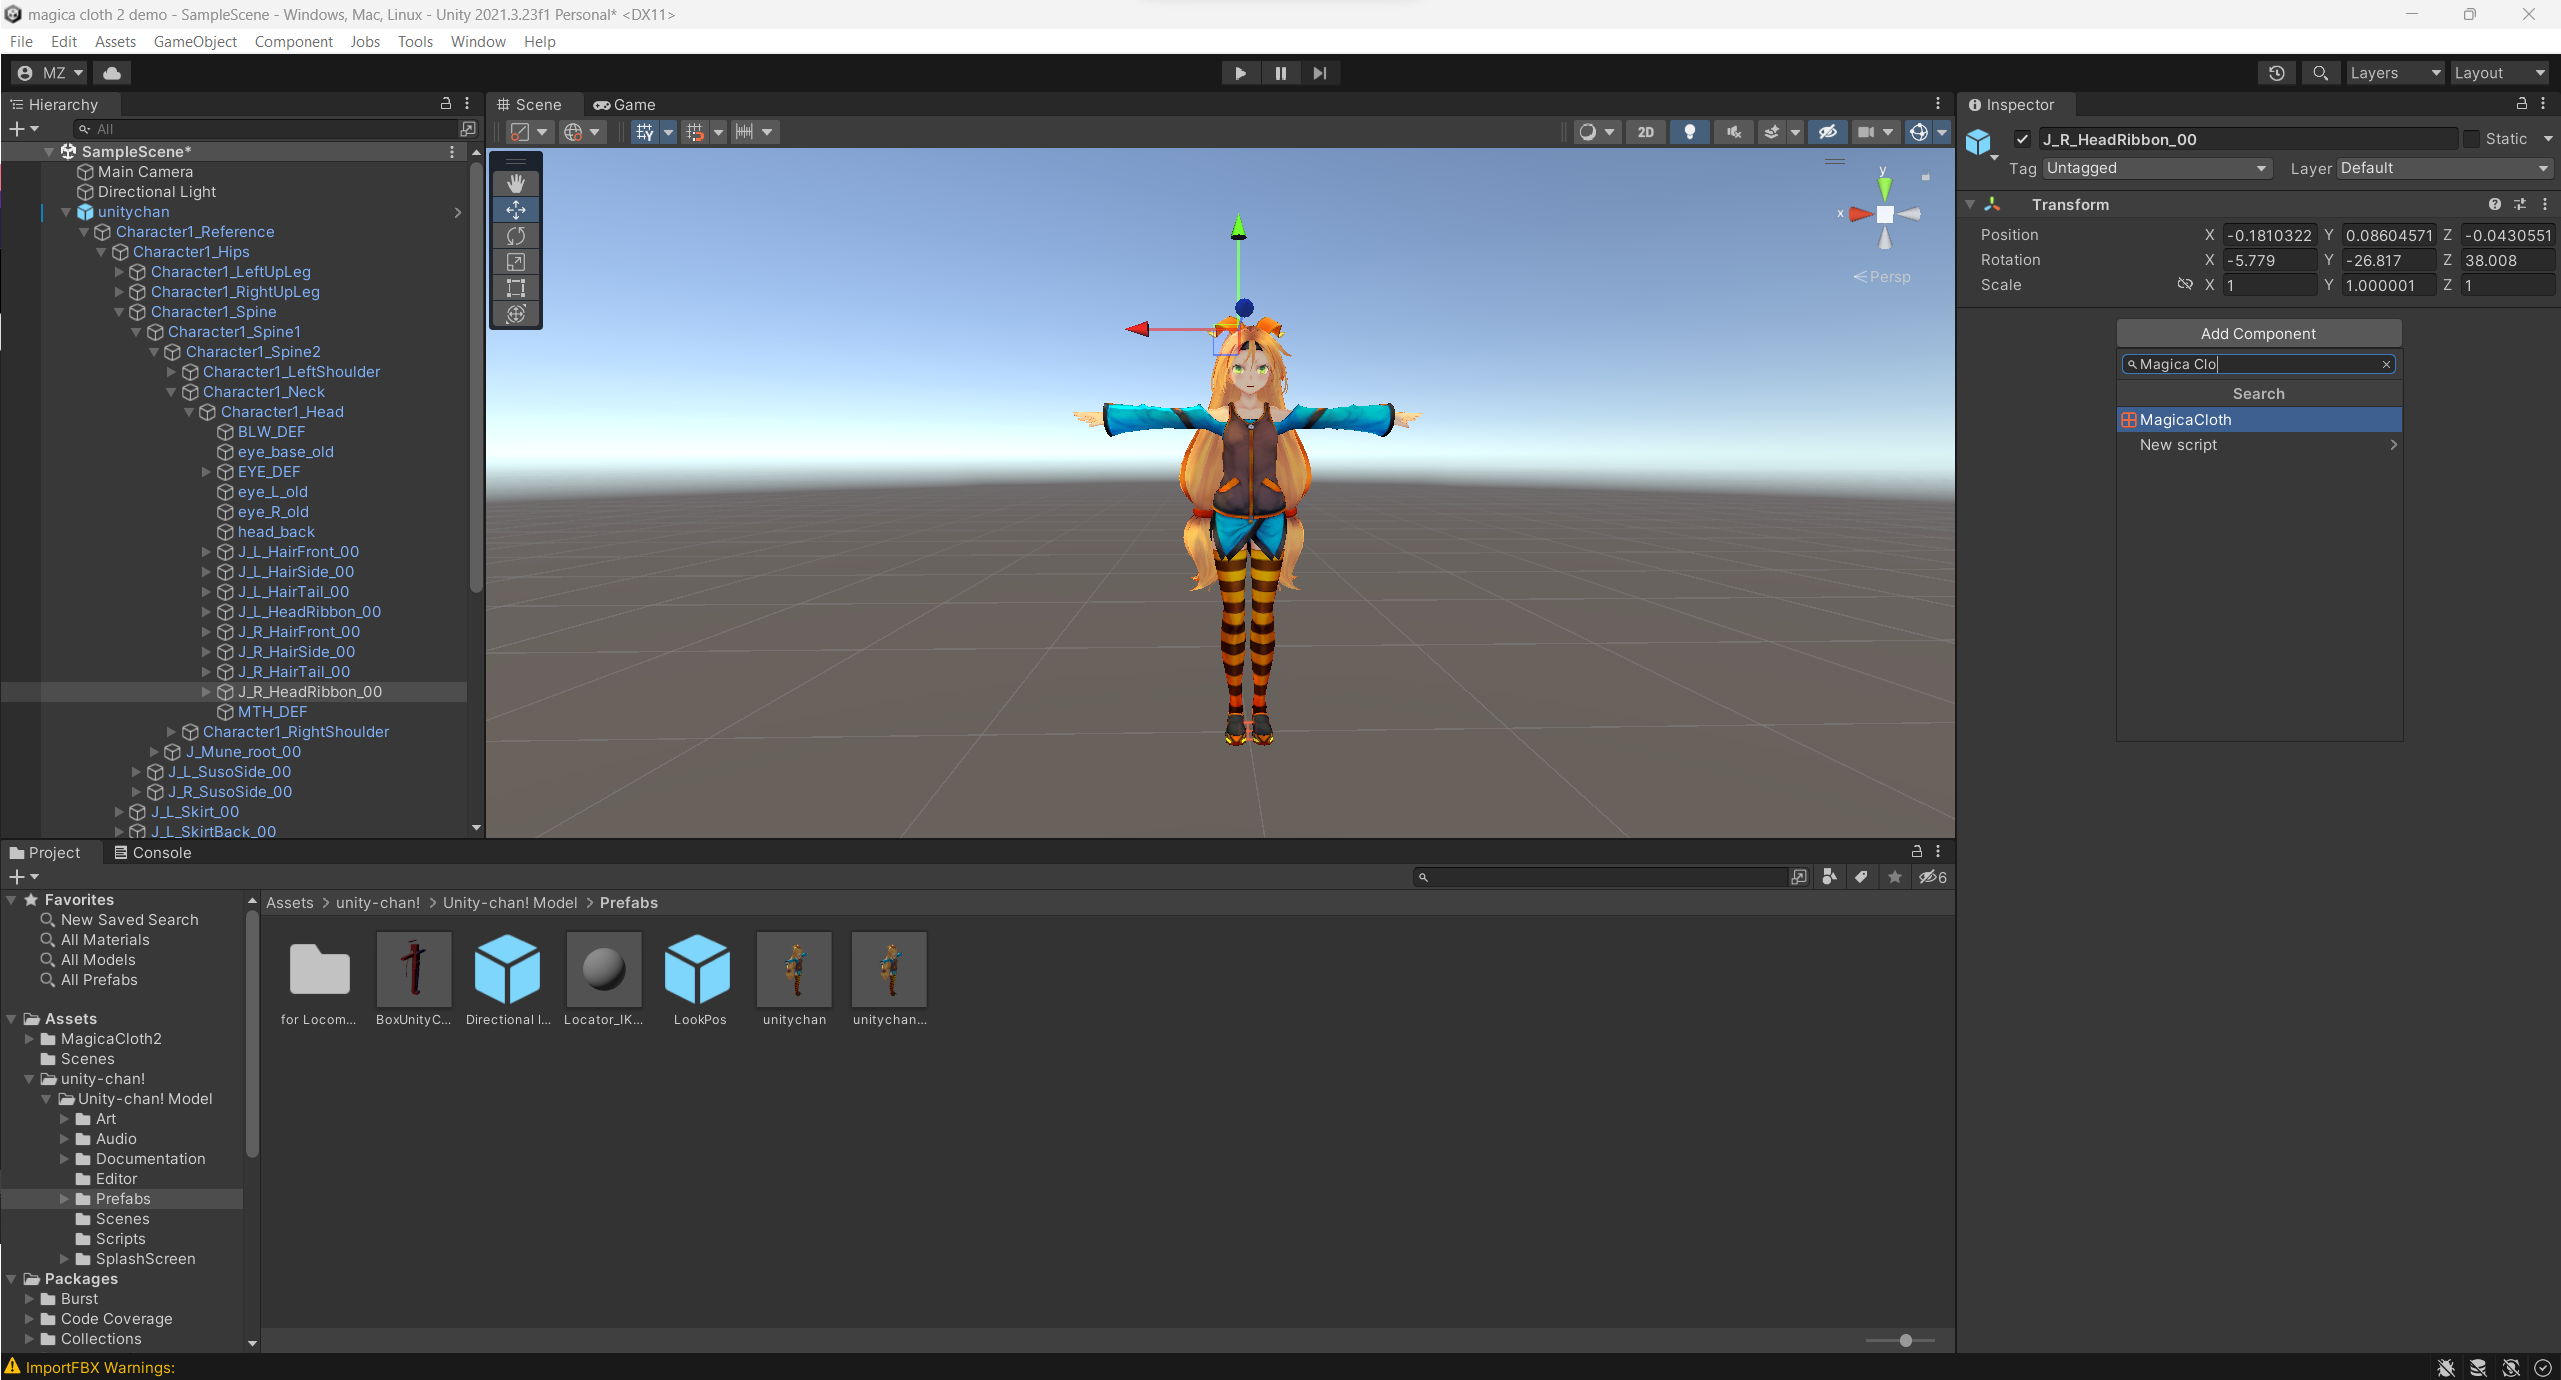 magica cloth 2 demo - SampleScene - Windows, Mac, Linux - Unity 2021.3.23f1 Personal* <DX11>
File Edit Assets GameObject Component Jobs Tools Window Help
MZ
Layers Layout
Hierarchy
All
SampleScene*
Main Camera
Directional Light
unitychan
Character1_Reference
Character1_Hips
Character1_LeftUpLeg
Character1_RightUpLeg
Character1_Spine
Character1_Spine1
Character1_Spine2
Character1_LeftShoulder
Character1_Neck
Character1_Head
BLW_DEF
eye_base_old
EYE_DEF
eye_L_old
eye_R_old
head_back
J_L_HairFront_00
J_L_HairSide_00
J_L_HairTail_00
J_L_HeadRibbon_00
J_R_HairFront_00
J_R_HairSide_00
J_R_HairTail_00
J_R_HeadRibbon_00
MTH_DEF
Character1_RightShoulder
J_Mune_root_00
J_L_SusoSide_00
J_R_SusoSide_00
J_L_Skirt_00
J_L_SkirtBack_00
Scene Game
2D
y
x
Persp
Inspector
J_R_HeadRibbon_00 Static
Tag Untagged Layer Default
Transform
Position X -0.1810322 Y 0.08604571 Z -0.0430551
Rotation X -5.779 Y -26.817 Z 38.008
Scale X 1 Y 1.000001 Z 1
Add Component
Magica Clo
Search
MagicaCloth
New script
Project Console
6
Favorites
New Saved Search
All Materials
All Models
All Prefabs
Assets
MagicaCloth2
Scenes
unity-chan!
Unity-chan! Model
Art
Audio
Documentation
Editor
Prefabs
Scenes
Scripts
SplashScreen
Packages
Burst
Code Coverage
Collections
Assets > unity-chan! > Unity-chan! Model > Prefabs
for Locom... BoxUnityC... Directional l... Locator_IK... LookPos unitychan unitychan...
ImportFBX Warnings: